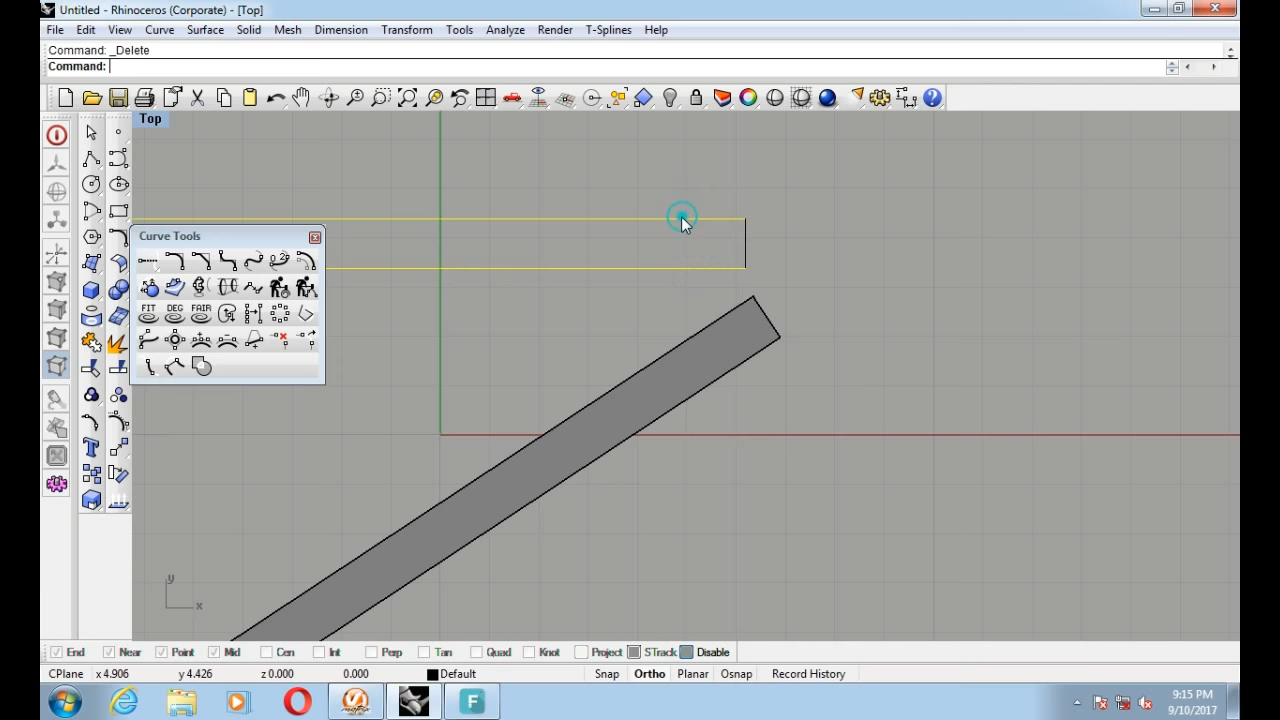 Untitled - Rhinoceros (Corporate) - [Top]
File Edit View Curve Surface Solid Mesh Dimension Transform Tools Analyze Render T-Splines Help
Command: _Delete
Command:
Top
Curve Tools
FIT DEG FAIR
y
x
End Near Point Mid Cen Int Perp Tan Quad Knot Project STrack Disable
CPlane x 4.906 y 4.426 z 0.000 0.000 Default Snap Ortho Planar Osnap Record History
9:15 PM
9/10/2017